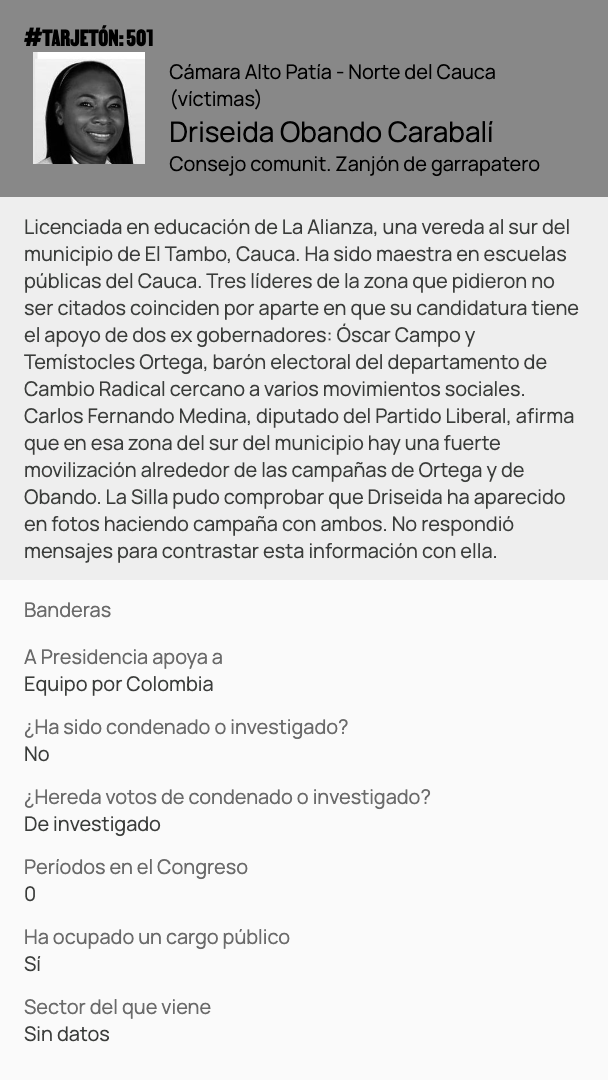 #TARJETÓN: 501
Cámara Alto Patía - Norte del Cauca
(víctimas)
Driseida Obando Carabalí
Consejo comunit. Zanjón de garrapatero
Licenciada en educación de La Alianza, una vereda al sur del
municipio de El Tambo, Cauca. Ha sido maestra en escuelas
públicas del Cauca. Tres líderes de la zona que pidieron no
ser citados coinciden por aparte en que su candidatura tiene
el apoyo de dos ex gobernadores: Óscar Campo y
Temístocles Ortega, barón electoral del departamento de
Cambio Radical cercano a varios movimientos sociales.
Carlos Fernando Medina, diputado del Partido Liberal, afirma
que en esa zona del sur del municipio hay una fuerte
movilización alrededor de las campañas de Ortega y de
Obando. La Silla pudo comprobar que Driseida ha aparecido
en fotos haciendo campaña con ambos. No respondió
mensajes para contrastar esta información con ella.
Banderas
A Presidencia apoya a
Equipo por Colombia
¿Ha sido condenado o investigado?
No
¿Hereda votos de condenado o investigado?
De investigado
Períodos en el Congreso
0
Ha ocupado un cargo público
Sí
Sector del que viene
Sin datos